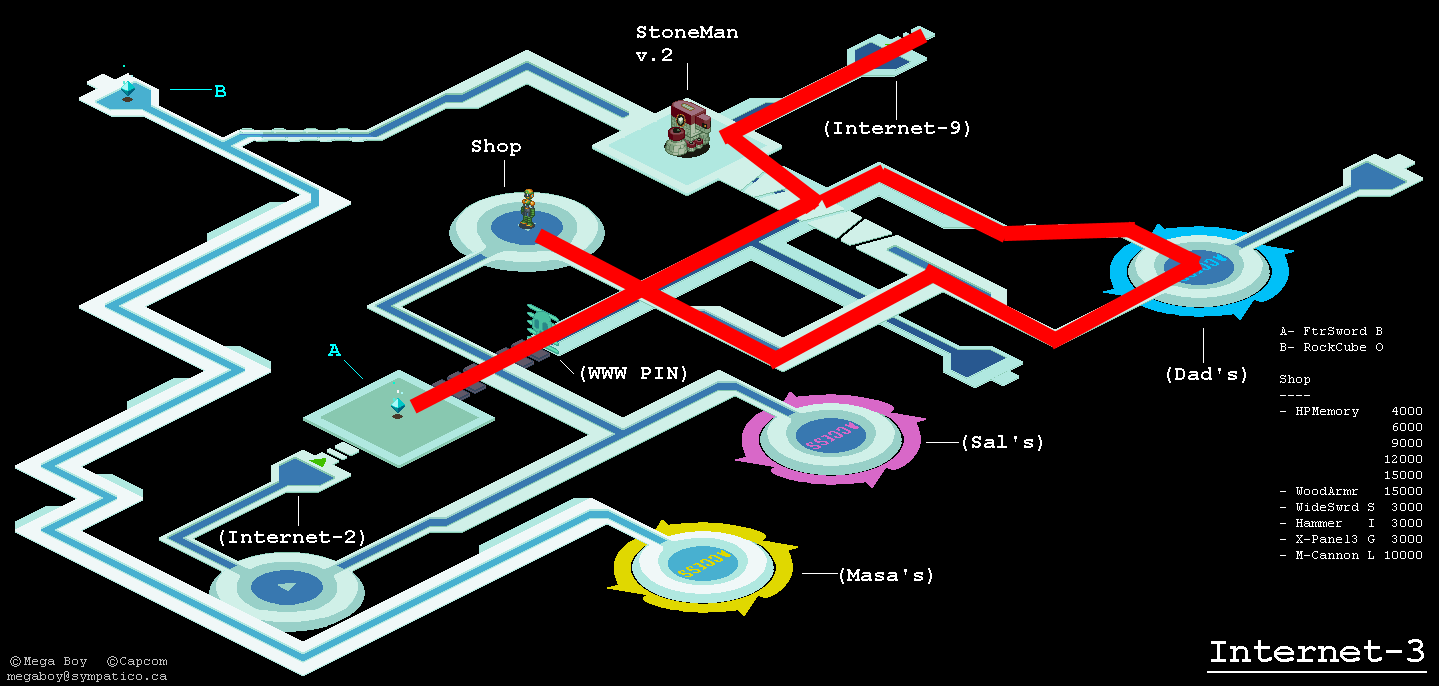 StoneMan
v.2
B
(Internet-9)
Shop
A
(WWW PIN)
(Dad's)
A- FtrSword B
B- RockCube O
Shop
----
- HPMemory 4000
6000
9000
12000
15000
- WoodArmr 15000
- WideSwrd S 3000
- Hammer I 3000
- X-Panel3 G 3000
- M-Cannon L 10000
ACCESS
(Sal's)
(Internet-2)
ACCESS
(Masa's)
Internet-3
©Mega Boy ©Capcom
megaboy@sympatico.ca